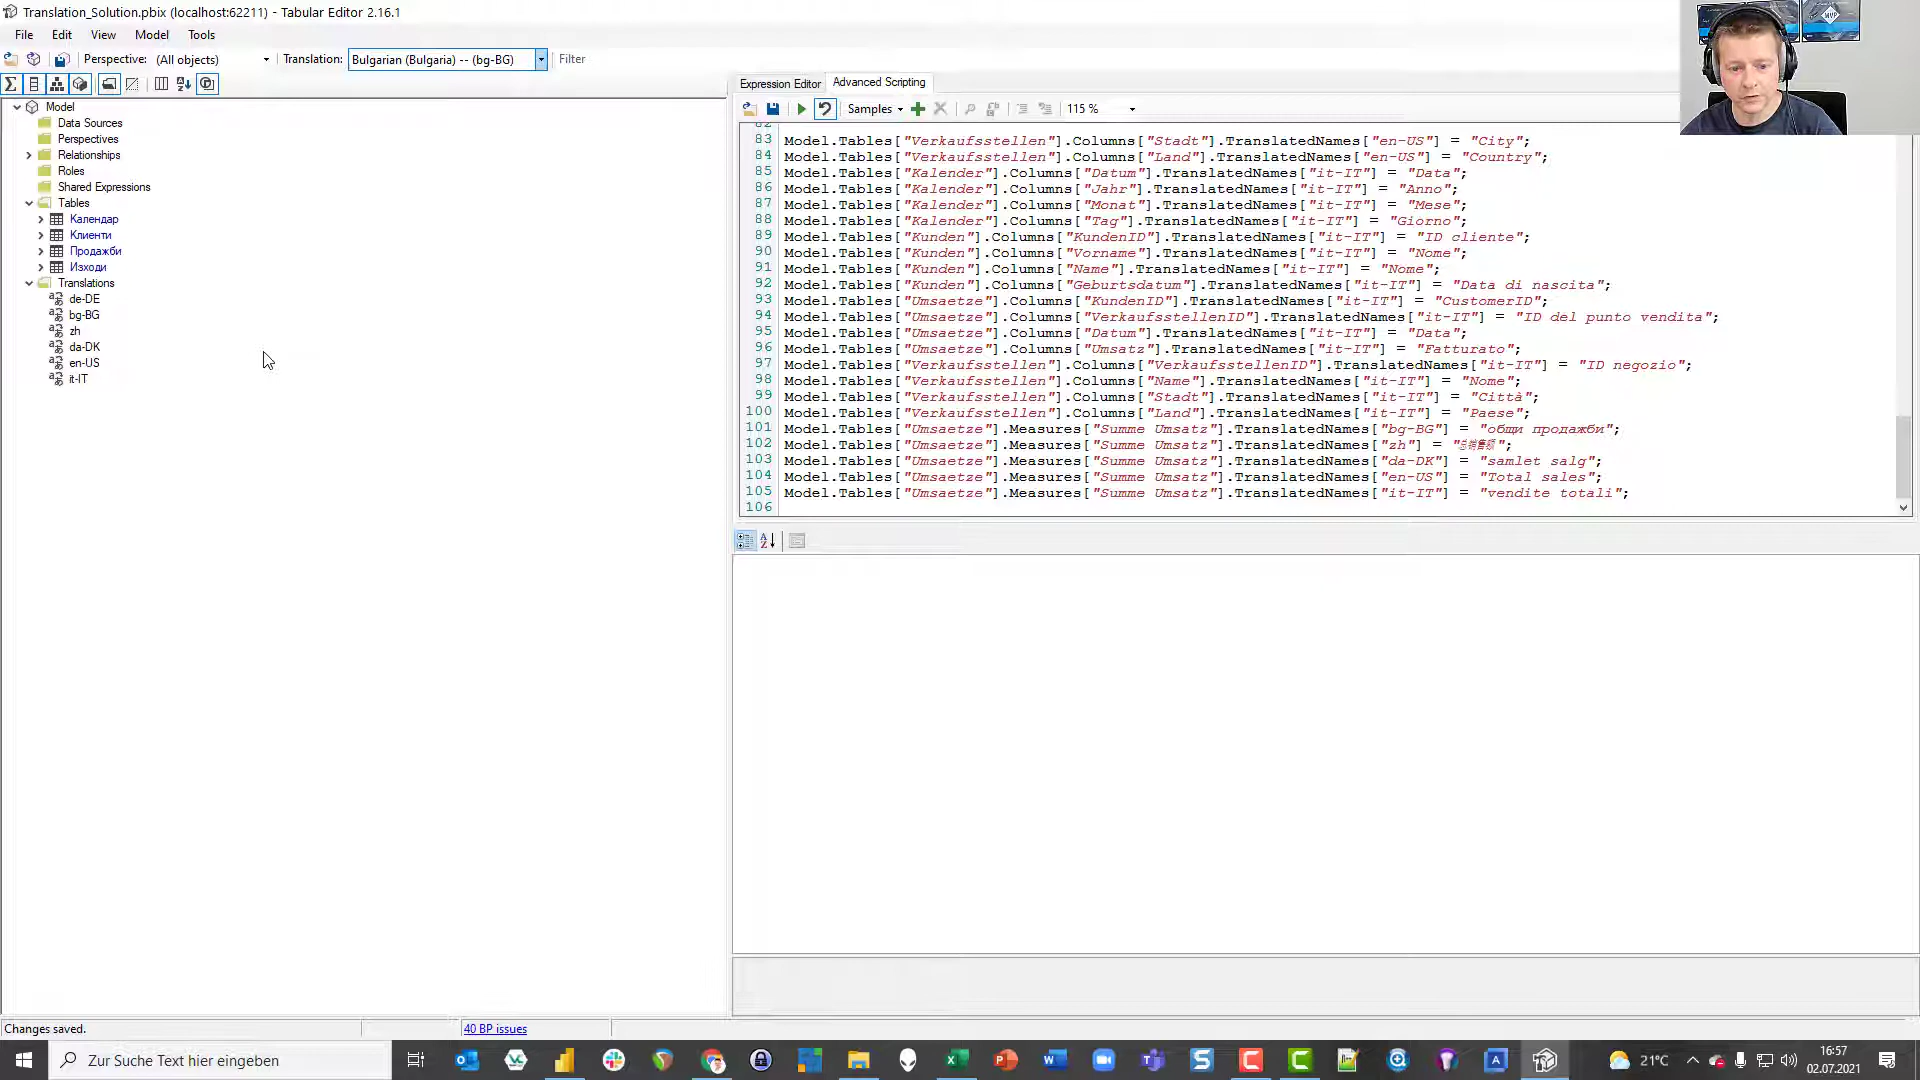 Translation_Solution.pbix (localhost:62211) - Tabular Editor 2.16.1
File Edit View Model Tools
Perspective: (All objects) Translation: Bulgarian (Bulgaria) -- (bg-BG) Filter
Expression Editor Advanced Scripting
Samples 115 %
Model
Data Sources
Perspectives
Relationships
Roles
Shared Expressions
Tables
Календар
Клиенти
Продажби
Изходи
Translations
de-DE
bg-BG
zh
da-DK
en-US
it-IT
82
83 Model.Tables["Verkaufsstellen"].Columns["Stadt"].TranslatedNames["en-US"] = "City";
84 Model.Tables["Verkaufsstellen"].Columns["Land"].TranslatedNames["en-US"] = "Country";
85 Model.Tables["Kalender"].Columns["Datum"].TranslatedNames["it-IT"] = "Data";
86 Model.Tables["Kalender"].Columns["Jahr"].TranslatedNames["it-IT"] = "Anno";
87 Model.Tables["Kalender"].Columns["Monat"].TranslatedNames["it-IT"] = "Mese";
88 Model.Tables["Kalender"].Columns["Tag"].TranslatedNames["it-IT"] = "Giorno";
89 Model.Tables["Kunden"].Columns["KundenID"].TranslatedNames["it-IT"] = "ID cliente";
90 Model.Tables["Kunden"].Columns["Vorname"].TranslatedNames["it-IT"] = "Nome";
91 Model.Tables["Kunden"].Columns["Name"].TranslatedNames["it-IT"] = "Nome";
92 Model.Tables["Kunden"].Columns["Geburtsdatum"].TranslatedNames["it-IT"] = "Data di nascita";
93 Model.Tables["Umsaetze"].Columns["KundenID"].TranslatedNames["it-IT"] = "CustomerID";
94 Model.Tables["Umsaetze"].Columns["VerkaufsstellenID"].TranslatedNames["it-IT"] = "ID del punto vendita";
95 Model.Tables["Umsaetze"].Columns["Datum"].TranslatedNames["it-IT"] = "Data";
96 Model.Tables["Umsaetze"].Columns["Umsatz"].TranslatedNames["it-IT"] = "Fatturato";
97 Model.Tables["Verkaufsstellen"].Columns["VerkaufsstellenID"].TranslatedNames["it-IT"] = "ID negozio";
98 Model.Tables["Verkaufsstellen"].Columns["Name"].TranslatedNames["it-IT"] = "Nome";
99 Model.Tables["Verkaufsstellen"].Columns["Stadt"].TranslatedNames["it-IT"] = "Città";
100 Model.Tables["Verkaufsstellen"].Columns["Land"].TranslatedNames["it-IT"] = "Paese";
101 Model.Tables["Umsaetze"].Measures["Summe Umsatz"].TranslatedNames["bg-BG"] = "общи продажби";
102 Model.Tables["Umsaetze"].Measures["Summe Umsatz"].TranslatedNames["zh"] = "总销售额";
103 Model.Tables["Umsaetze"].Measures["Summe Umsatz"].TranslatedNames["da-DK"] = "samlet salg";
104 Model.Tables["Umsaetze"].Measures["Summe Umsatz"].TranslatedNames["en-US"] = "Total sales";
105 Model.Tables["Umsaetze"].Measures["Summe Umsatz"].TranslatedNames["it-IT"] = "vendite totali";
106
Changes saved.
40 BP issues
Zur Suche Text hier eingeben
21°C
16:57
02.07.2021
MVP